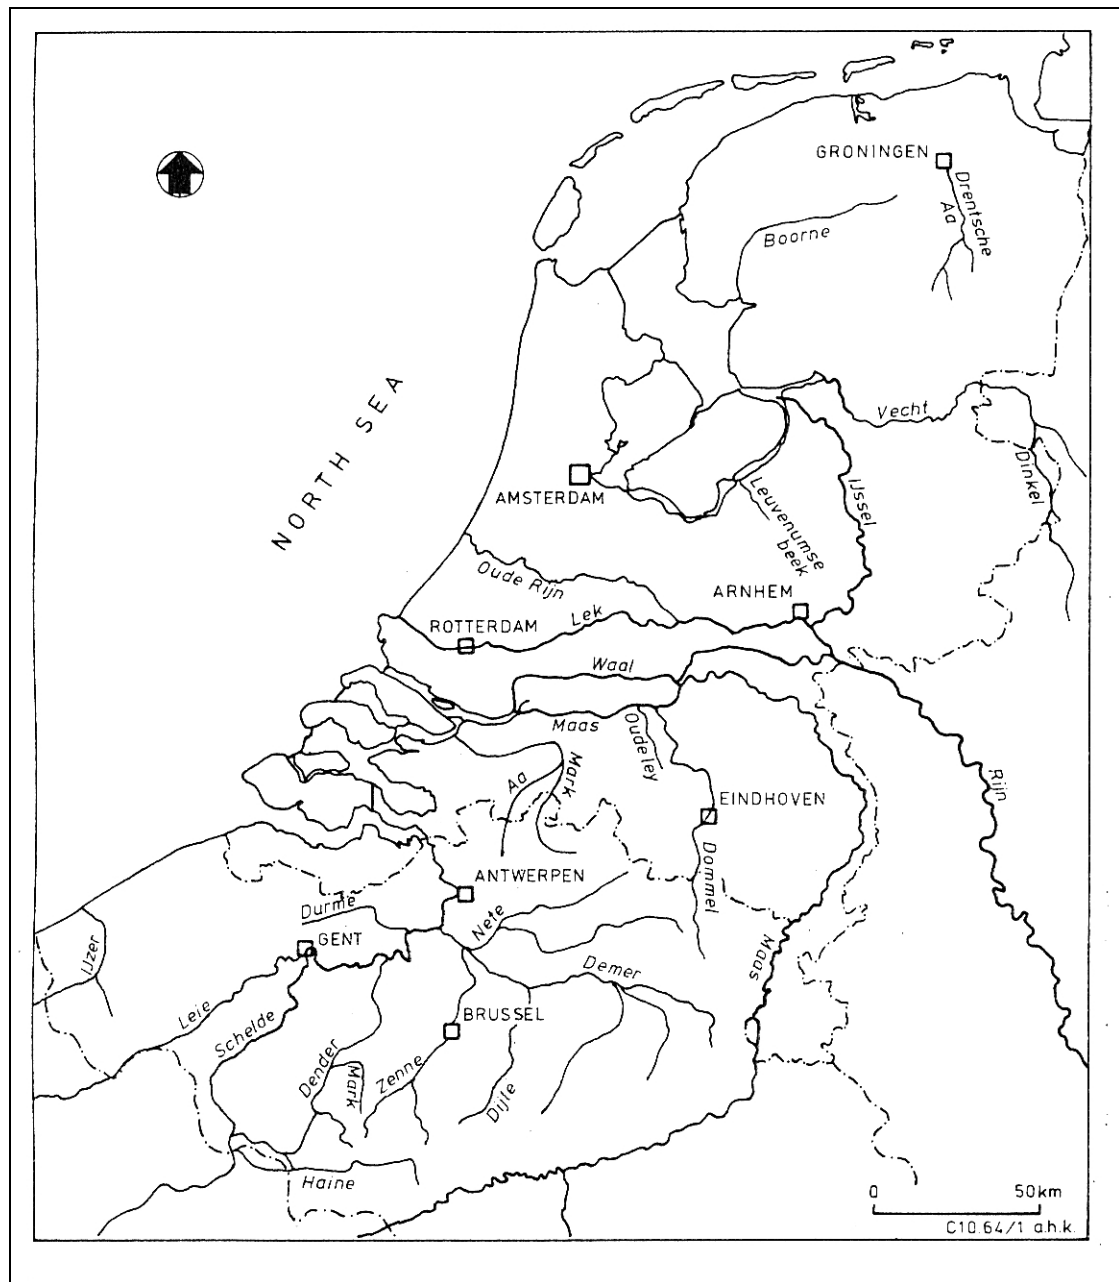 GRONINGEN
Drentsche
Aa
Boorne
NORTH SEA
Vecht
Dinkel
IJssel
AMSTERDAM
Leuvenumse
beek
Oude Rijn
ARNHEM
Lek
ROTTERDAM
Waal
Maas
Oude ley
Mark
Aa
Rijn
EINDHOVEN
Dommel
ANTWERPEN
Durme
Nete
GENT
IJzer
Maas
Demer
Leie
Schelde
BRUSSEL
Dender
Mark
Zenne
Dijle
Haine
0 50km
C10.64/1 a.h.k.